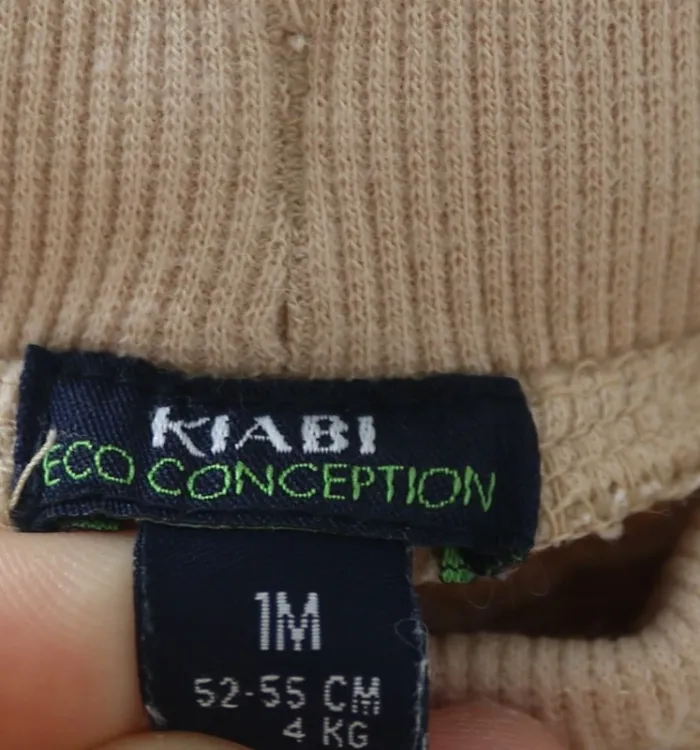 KIABI
ECO CONCEPTION
1M
52-55 CM
4 KG